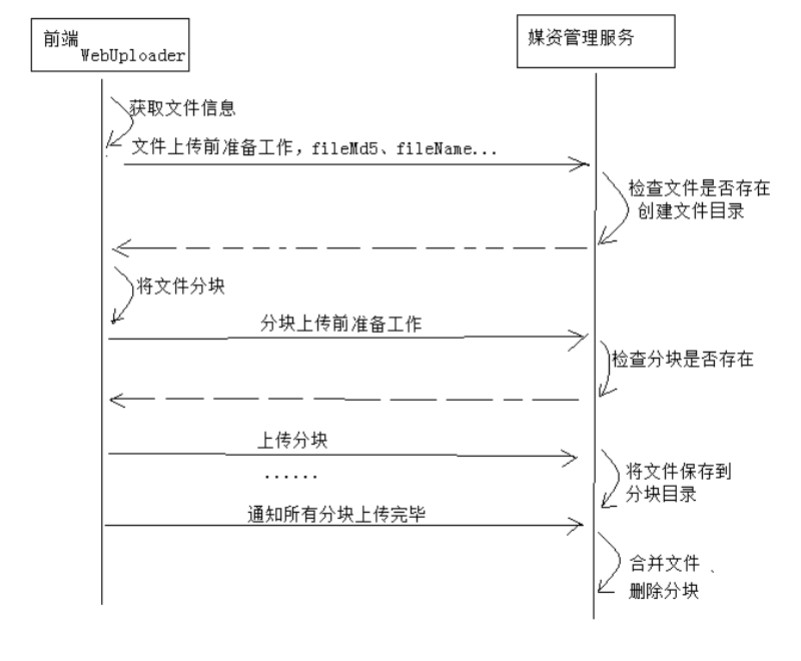 前端
WebUploader
媒资管理服务
获取文件信息
文件上传前准备工作，fileMd5、fileName...
检查文件是否存在
创建文件目录
将文件分块
分块上传前准备工作
检查分块是否存在
上传分块
......
将文件保存到
分块目录
通知所有分块上传完毕
合并文件、
删除分块